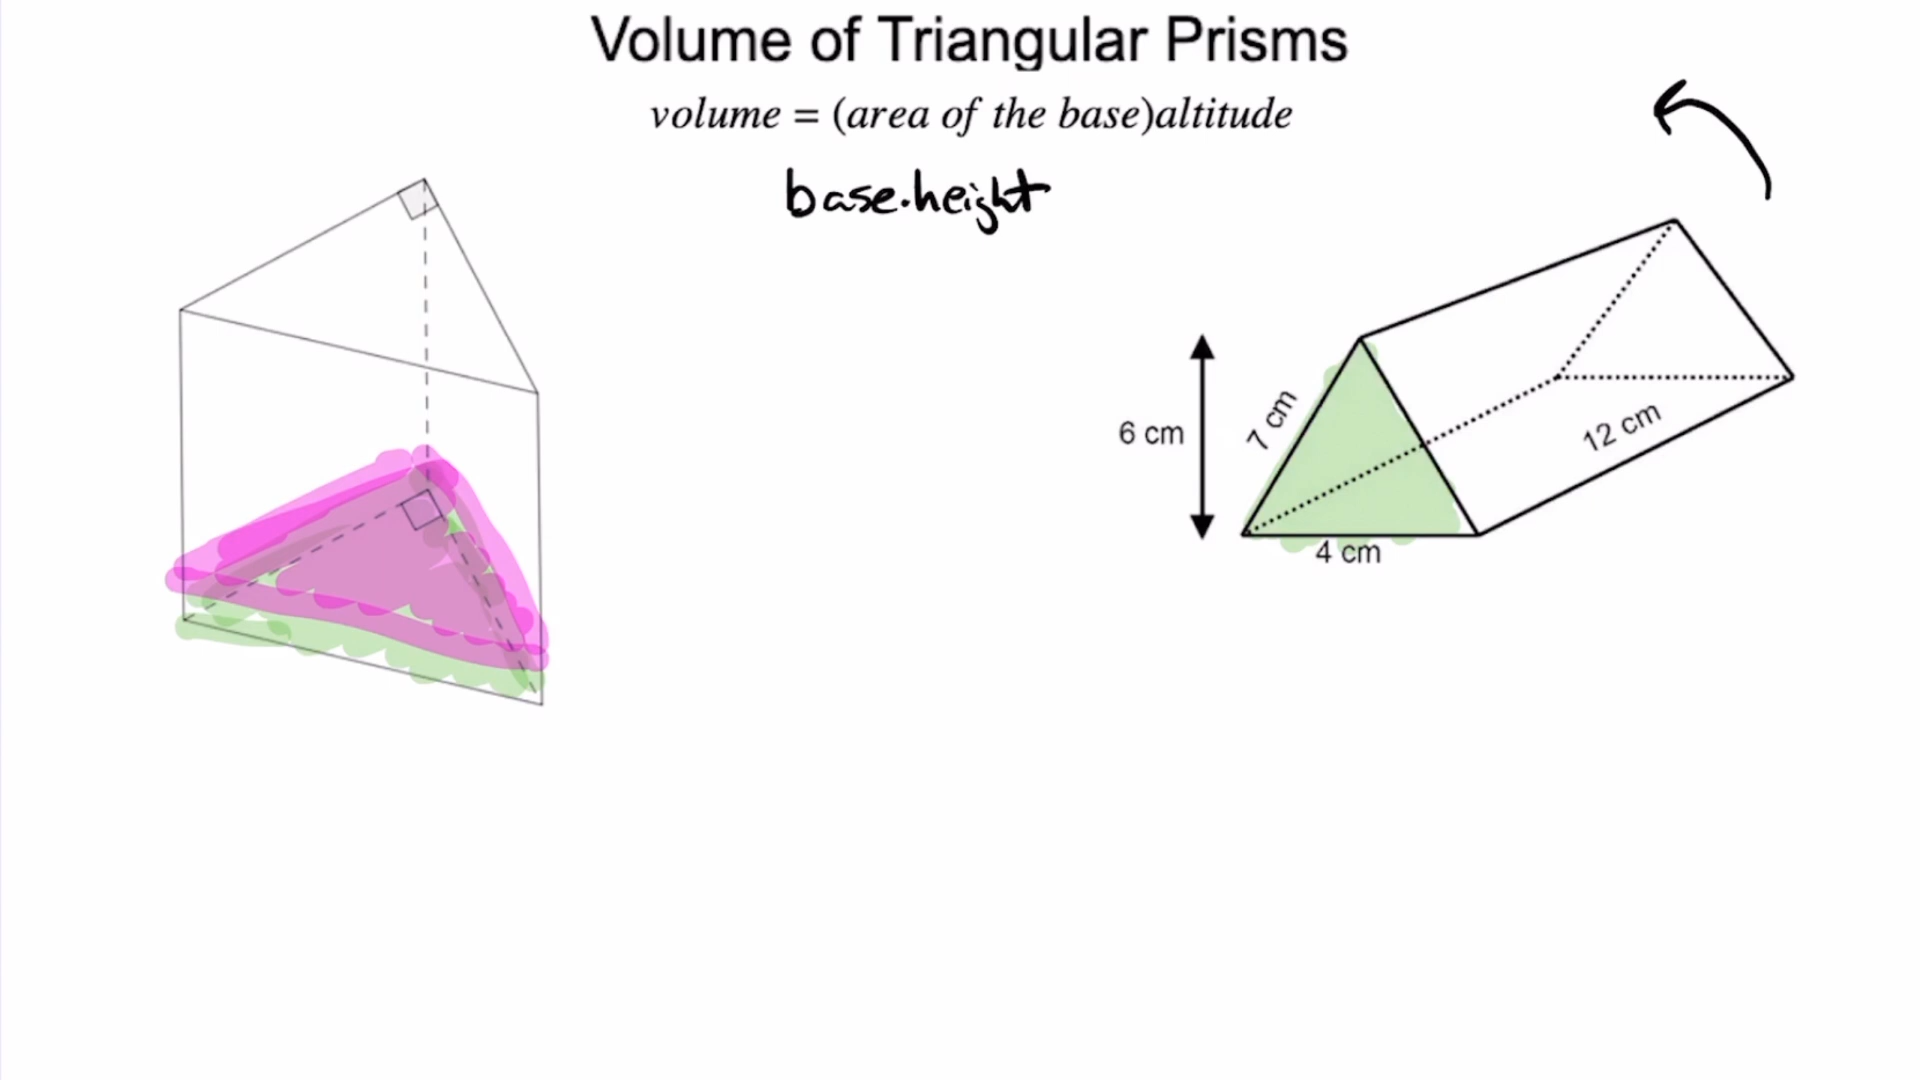 Volume of Triangular Prisms
volume = (area of the base)altitude
base·height
6 cm
7 cm
12 cm
4 cm